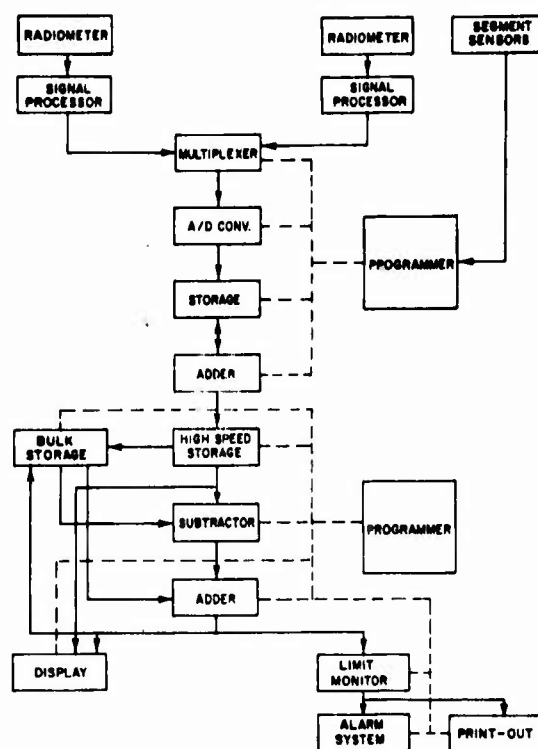 RADIOMETER
RADIOMETER
SEGMENT
SENSORS
SIGNAL
PROCESSOR
SIGNAL
PROCESSOR
MULTIPLEXER
A/D CONV.
PROGRAMMER
STORAGE
ADDER
BULK
STORAGE
HIGH SPEED
STORAGE
SUBTRACTOR
PROGRAMMER
ADDER
DISPLAY
LIMIT
MONITOR
ALARM
SYSTEM
PRINT-OUT